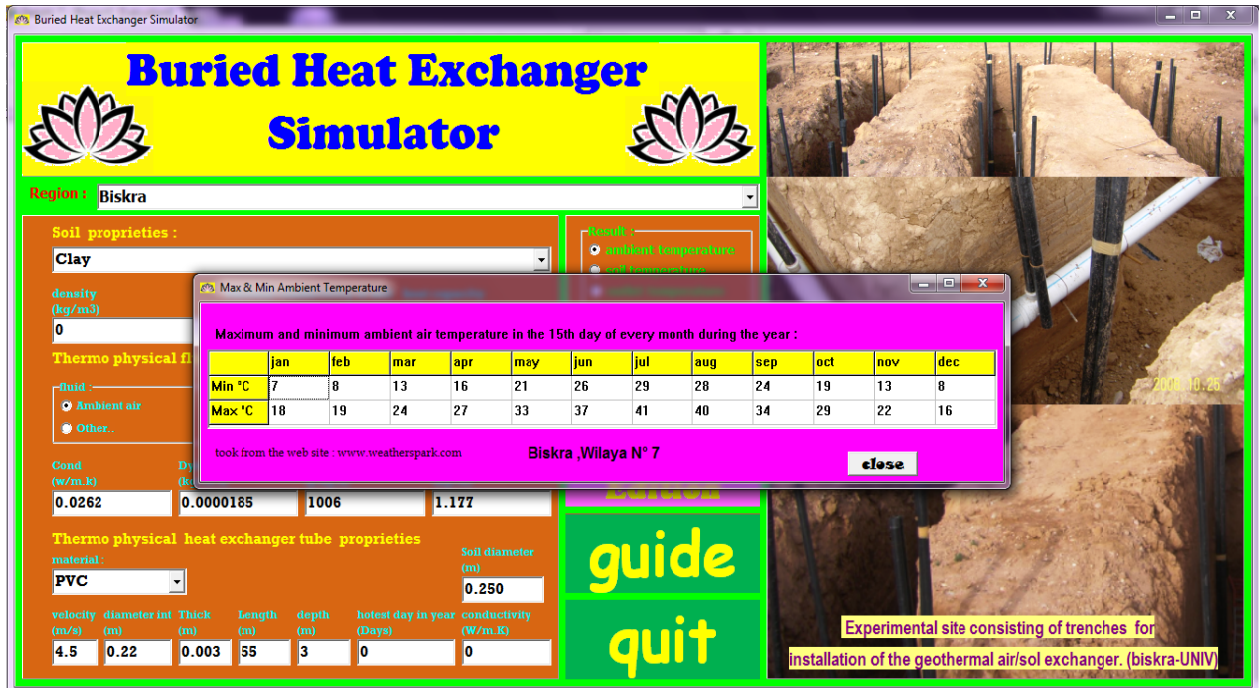 Buried Heat Exchanger Simulator
Buried Heat Exchanger
Simulator
Region : Biskra
Soil proprieties :
Clay
density
(kg/m3)
0
Result :
ambient temperature
soil temperature
Max & Min Ambient Temperature
Maximum and minimum ambient air temperature in the 15th day of every month during the year :
jan feb mar apr may jun jul aug sep oct nov dec
Min °C 7 8 13 16 21 26 29 28 24 19 13 8
Max °C 18 19 24 27 33 37 41 40 34 29 22 16
took from the web site : www.weatherspark.com
Biskra ,Wilaya N° 7
close
Thermo physical fl
fluid :
Ambient air
Other..
Cond
(w/m.k)
0.0262 0.0000185 1006 1.177
Thermo physical heat exchanger tube proprieties
material :
PVC
Soil diameter
(m)
0.250
velocity diameter int Thick Length depth hotest day in year conductivity
(m/s) (m) (m) (m) (m) (Days) (W/m.K)
4.5 0.22 0.003 55 3 0 0
Edition
guide
quit
Experimental site consisting of trenches for
installation of the geothermal air/sol exchanger. (biskra-UNIV)